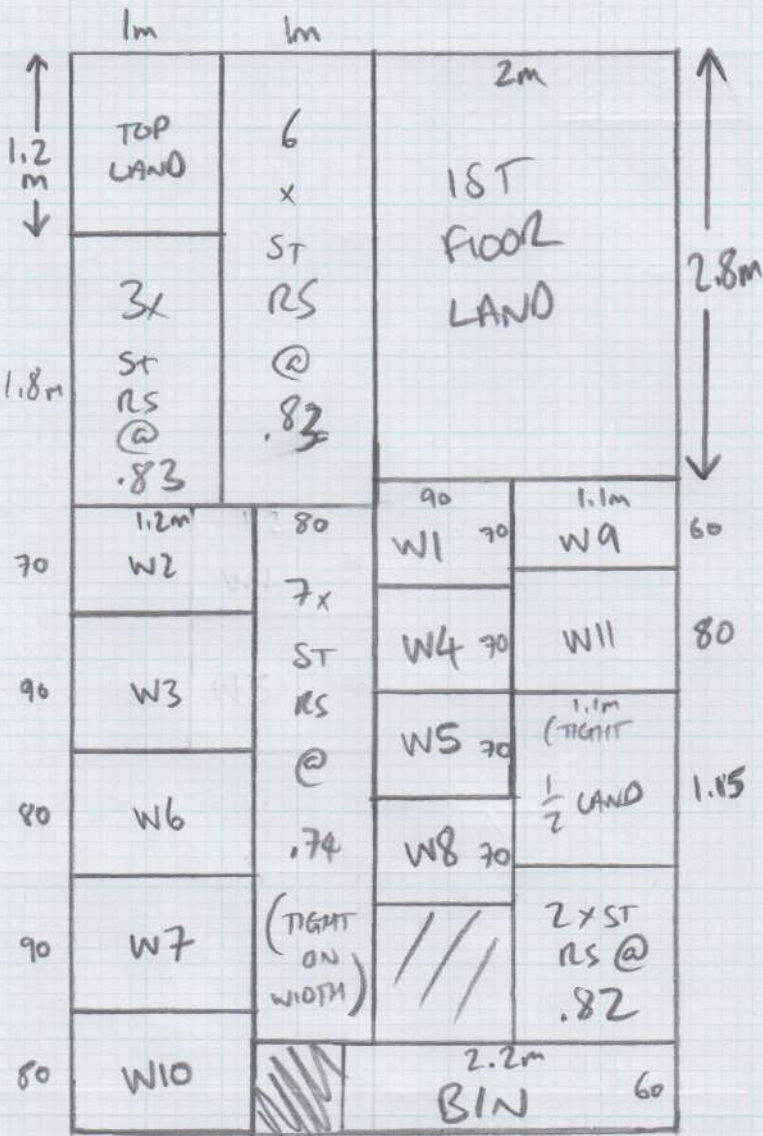 1m
1m
1.2
m
TOP
LAND
6
x
ST
RS
@
.83
2m
1ST
FLOOR
LAND
2.8m
1.8m
3x
ST
RS
@
.83
70
1.2m
W2
80
7x
ST
RS
@
.74
(TIGHT
ON
WIDTH)
90
W1 70
1.1m
W9
60
W4 70
W11
80
90
W3
W5 70
1.1m
(TIGHT
1/2 LAND
1.15
80
W6
W8 70
90
W7
2 x ST
RS @
.82
80
W10
2.2m
BIN
60